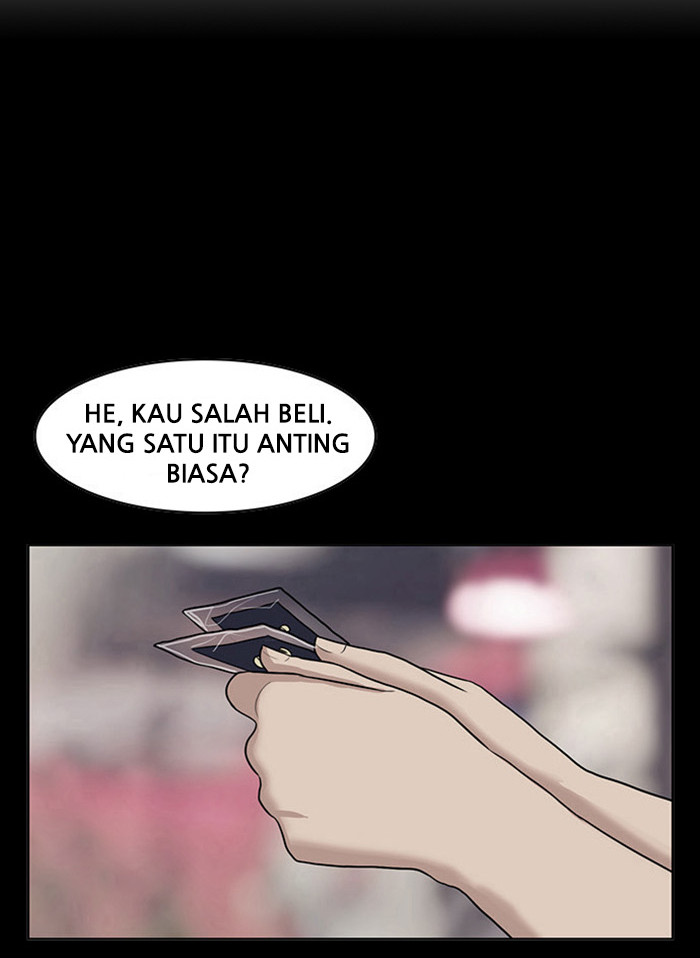 HE, KAU SALAH BELI.
YANG SATU ITU ANTING
BIASA?